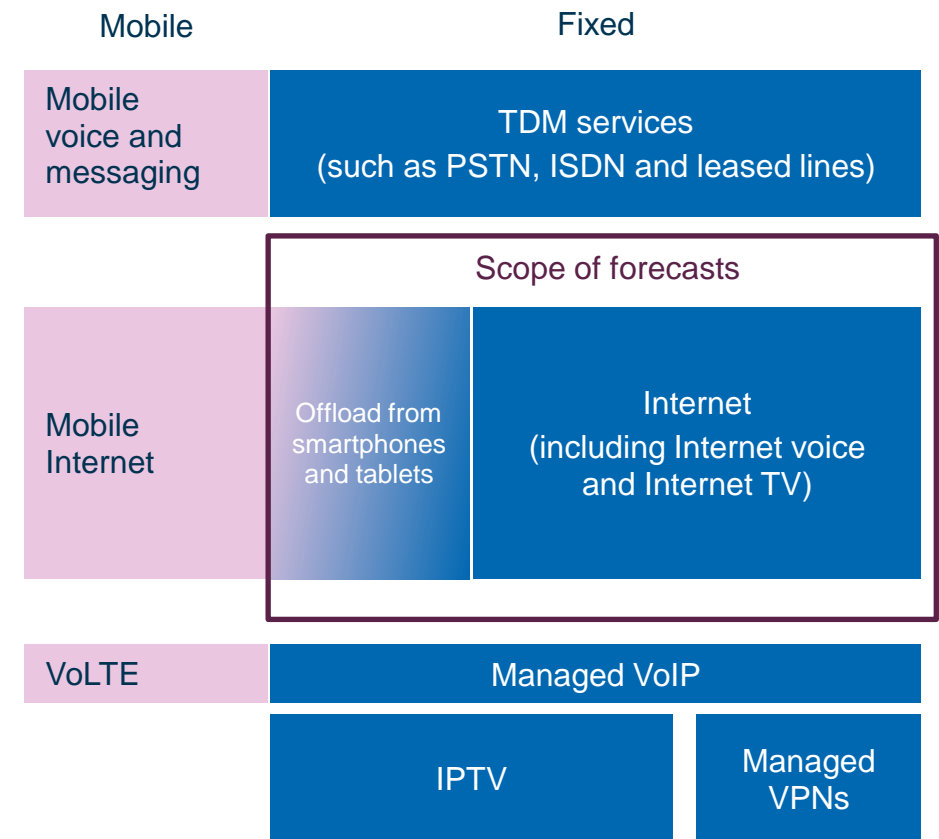 Mobile
Fixed
Mobile
voice and
messaging
TDM services
(such as PSTN, ISDN and leased lines)
Scope of forecasts
Mobile
Internet
Offload from
smartphones
and tablets
Internet
(including Internet voice
and Internet TV)
VoLTE
Managed VoIP
IPTV
Managed
VPNs